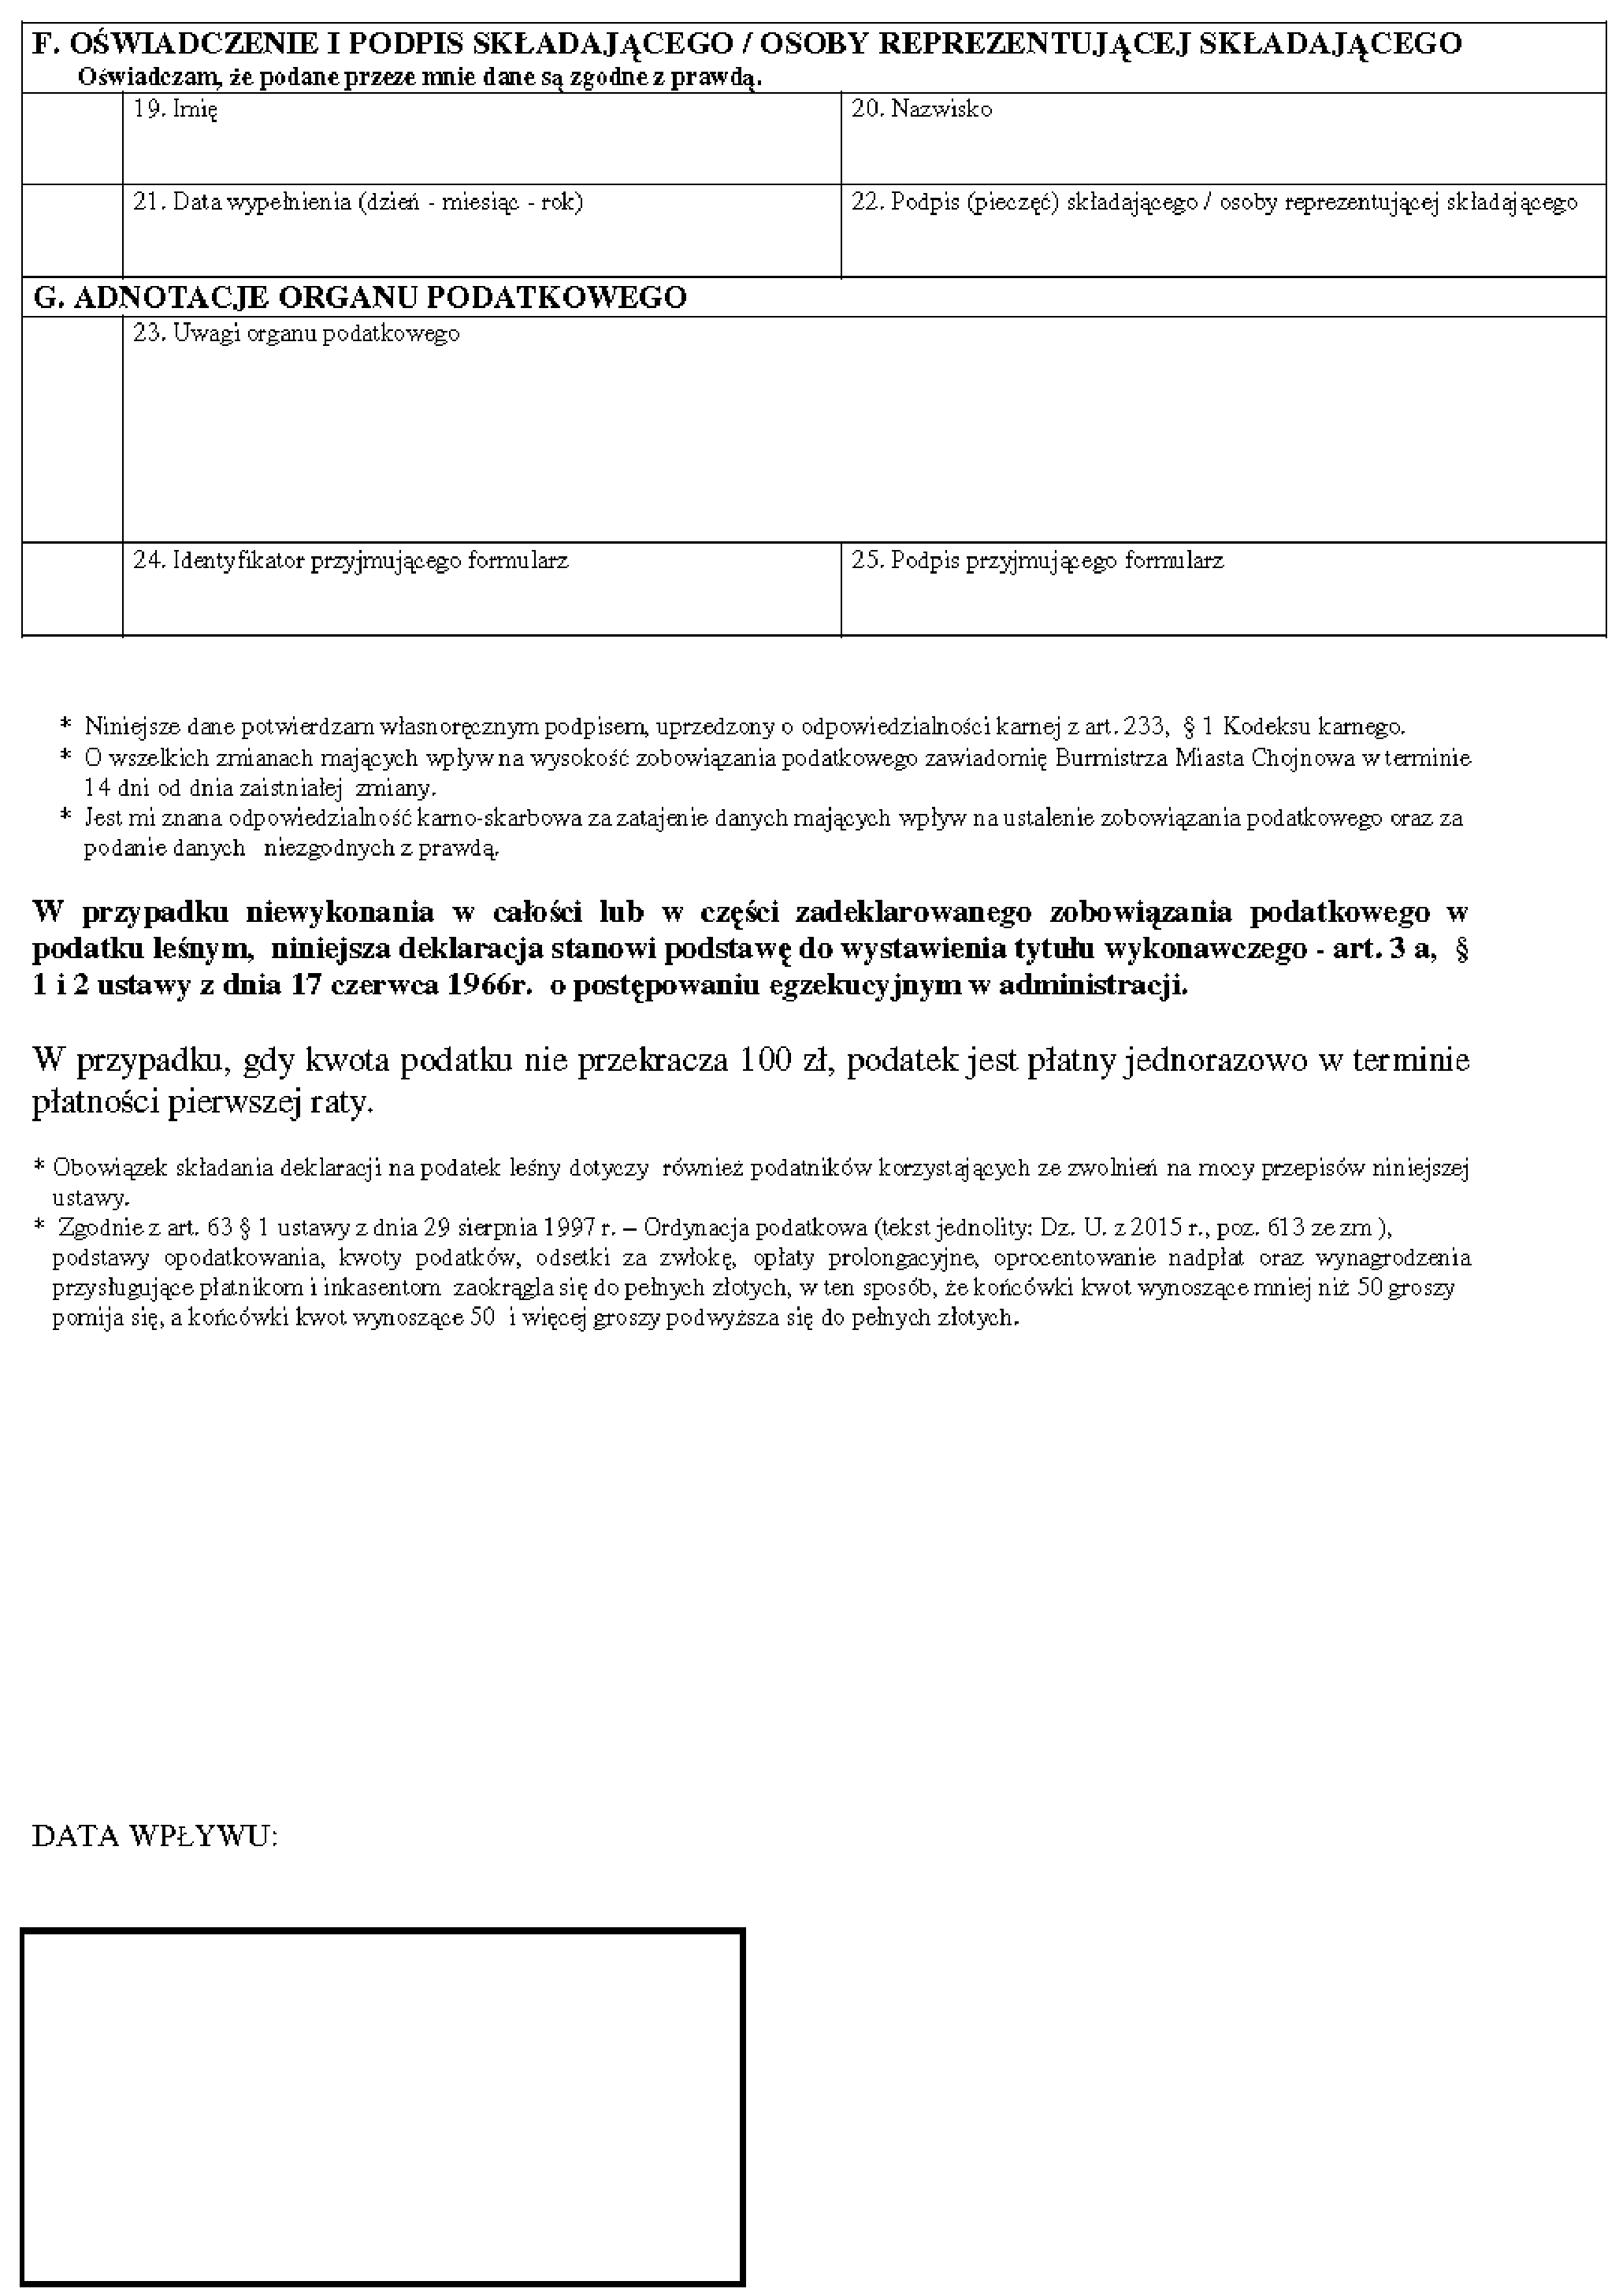 F. OŚWIADCZENIE I PODPIS SKŁADAJĄCEGO / OSOBY REPREZENTUJĄCEJ SKŁADAJĄCEGO
Oświadczam, że podane przeze mnie dane są zgodne z prawdą.
19. Imię
20. Nazwisko
21. Data wypełnienia (dzień - miesiąc - rok)
22. Podpis (pieczęć) składającego / osoby reprezentującej składającego
G. ADNOTACJE ORGANU PODATKOWEGO
23. Uwagi organu podatkowego
24. Identyfikator przyjmującego formularz
25. Podpis przyjmującego formularz
* Niniejsze dane potwierdzam własnoręcznym podpisem, uprzedzony o odpowiedzialności karnej z art. 233, § 1 Kodeksu karnego.
* O wszelkich zmianach mających wpływ na wysokość zobowiązania podatkowego zawiadomię Burmistrza Miasta Chojnowa w terminie
14 dni od dnia zaistniałej zmiany.
* Jest mi znana odpowiedzialność karno-skarbowa za zatajenie danych mających wpływ na ustalenie zobowiązania podatkowego oraz za
podanie danych niezgodnych z prawdą.
W przypadku niewykonania w całości lub w części zadeklarowanego zobowiązania podatkowego w
podatku leśnym, niniejsza deklaracja stanowi podstawę do wystawienia tytułu wykonawczego - art. 3 a, §
1 i 2 ustawy z dnia 17 czerwca 1966r. o postępowaniu egzekucyjnym w administracji.
W przypadku, gdy kwota podatku nie przekracza 100 zł, podatek jest płatny jednorazowo w terminie
płatności pierwszej raty.
* Obowiązek składania deklaracji na podatek leśny dotyczy również podatników korzystających ze zwolnień na mocy przepisów niniejszej
ustawy.
* Zgodnie z art. 63 § 1 ustawy z dnia 29 sierpnia 1997 r. – Ordynacja podatkowa (tekst jednolity: Dz. U. z 2015 r., poz. 613 ze zm ),
podstawy opodatkowania, kwoty podatków, odsetki za zwłokę, opłaty prolongacyjne, oprocentowanie nadpłat oraz wynagrodzenia
przysługujące płatnikom i inkasentom zaokrągla się do pełnych złotych, w ten sposób, że końcówki kwot wynoszące mniej niż 50 groszy
pomija się, a końcówki kwot wynoszące 50 i więcej groszy podwyższa się do pełnych złotych.
DATA WPŁYWU: